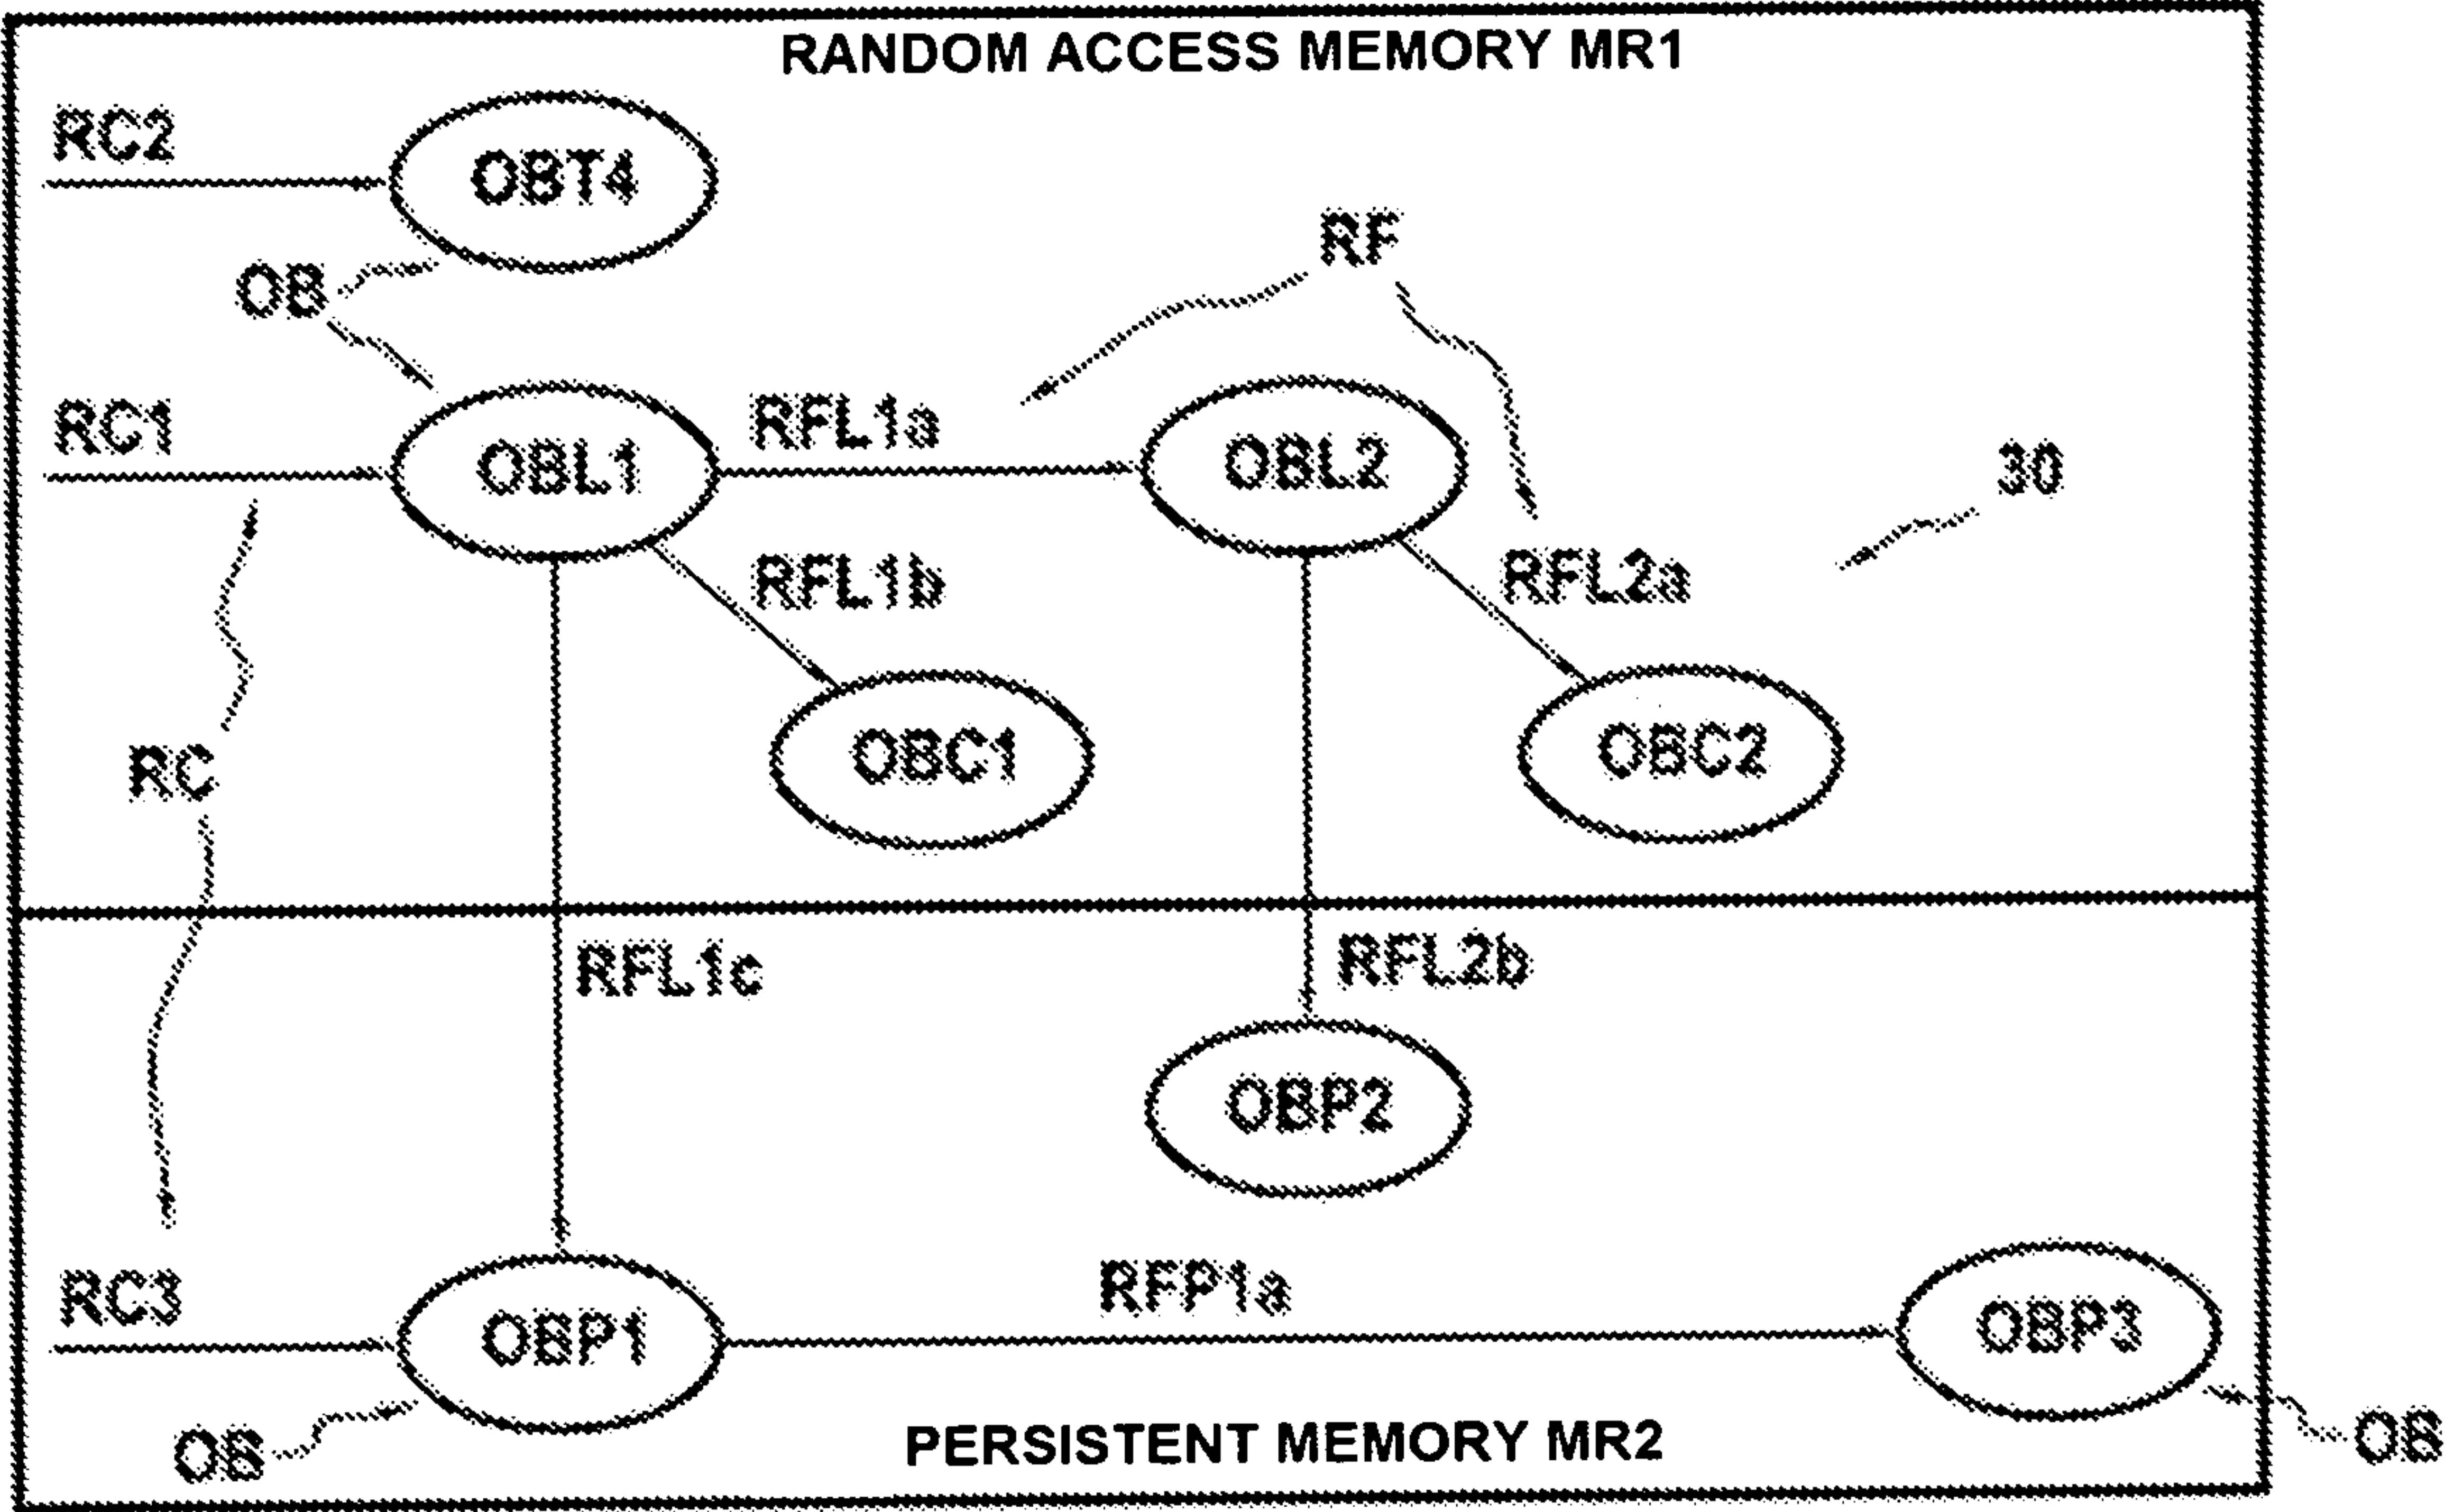 RANDOM ACCESS MEMORY MR1
RC2
OBT4
RF
OB
RC1
OBL1
RFL1a
OBL2
30
RFL1b
RFL2a
RC
OBC1
OBC2
RFL1c
RFL2b
OBP2
RC3
OBP1
RFP1a
OBP3
OB
PERSISTENT MEMORY MR2
OB